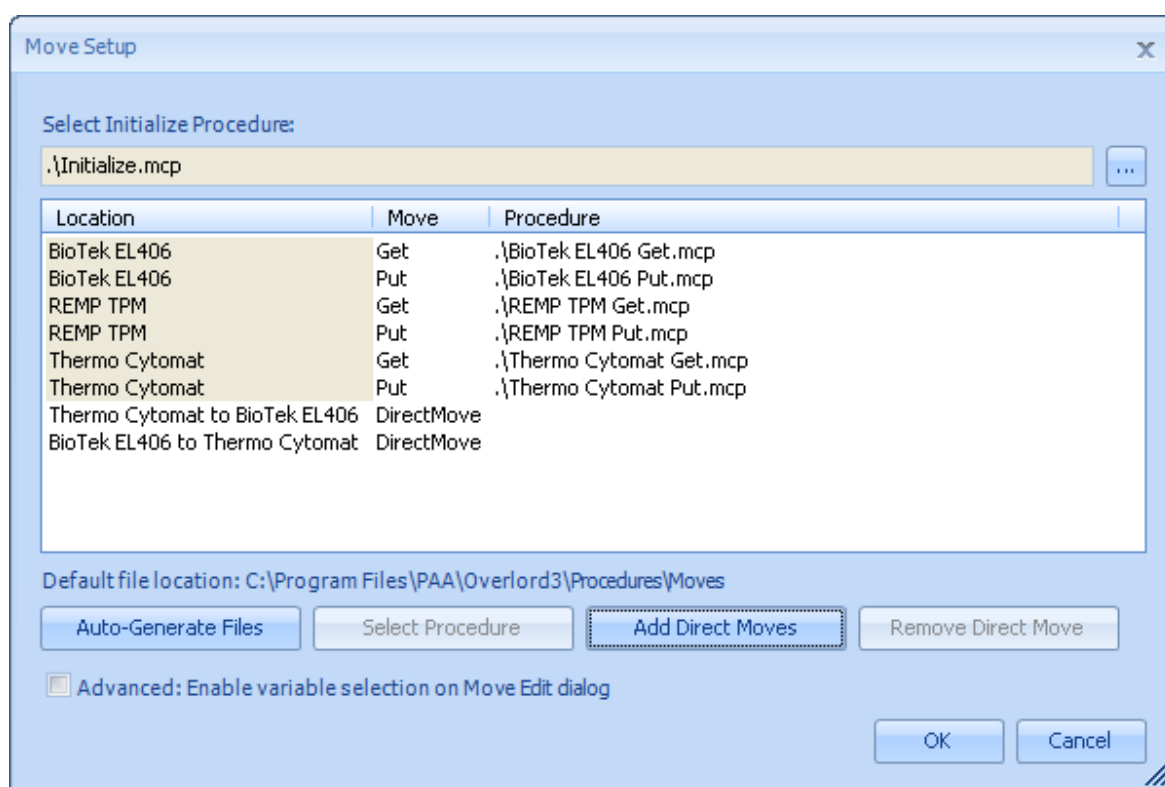 Move Setup
x
Select Initialize Procedure:
.\Initialize.mcp
...
Location Move Procedure
BioTek EL406 Get .\BioTek EL406 Get.mcp
BioTek EL406 Put .\BioTek EL406 Put.mcp
REMP TPM Get .\REMP TPM Get.mcp
REMP TPM Put .\REMP TPM Put.mcp
Thermo Cytomat Get .\Thermo Cytomat Get.mcp
Thermo Cytomat Put .\Thermo Cytomat Put.mcp
Thermo Cytomat to BioTek EL406 DirectMove
BioTek EL406 to Thermo Cytomat DirectMove
Default file location: C:\Program Files\PAA\Overlord3\Procedures\Moves
Auto-Generate Files Select Procedure Add Direct Moves Remove Direct Move
Advanced: Enable variable selection on Move Edit dialog
OK Cancel